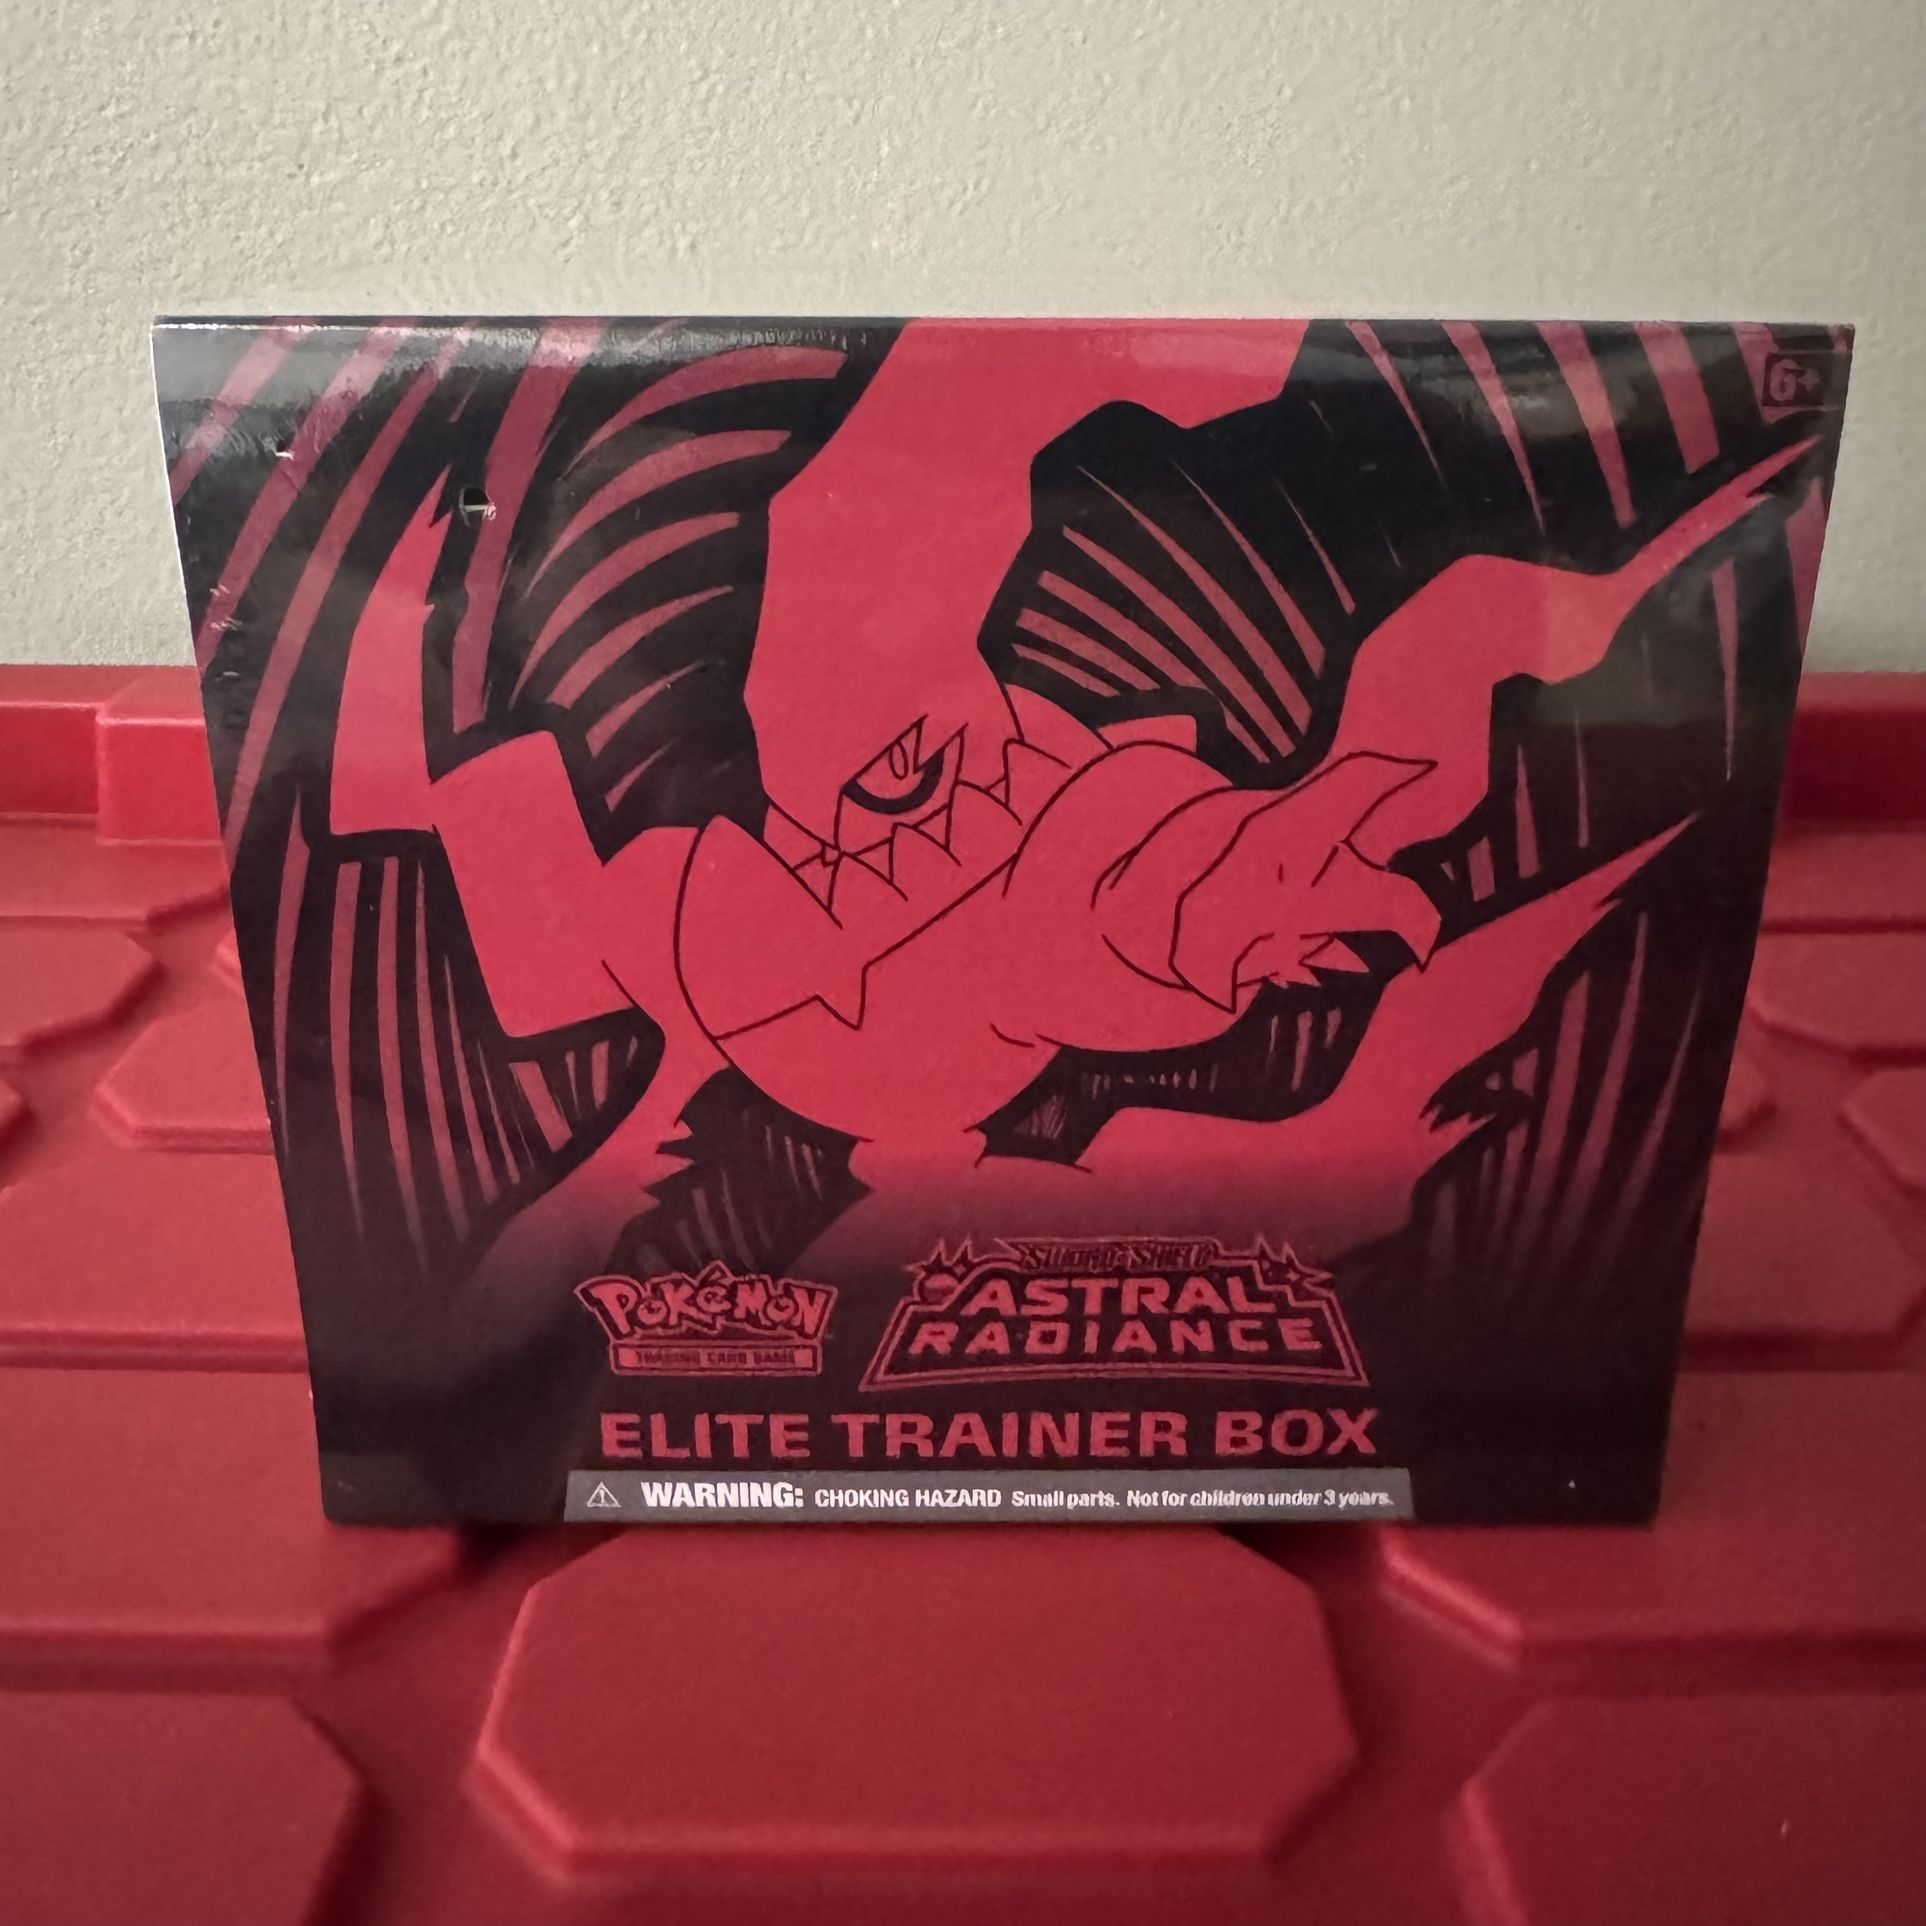 6+
POKéMON
TRADING CARD GAME
SWORD & SHIELD
ASTRAL
RADIANCE
ELITE TRAINER BOX
WARNING: CHOKING HAZARD Small parts. Not for children under 3 years.